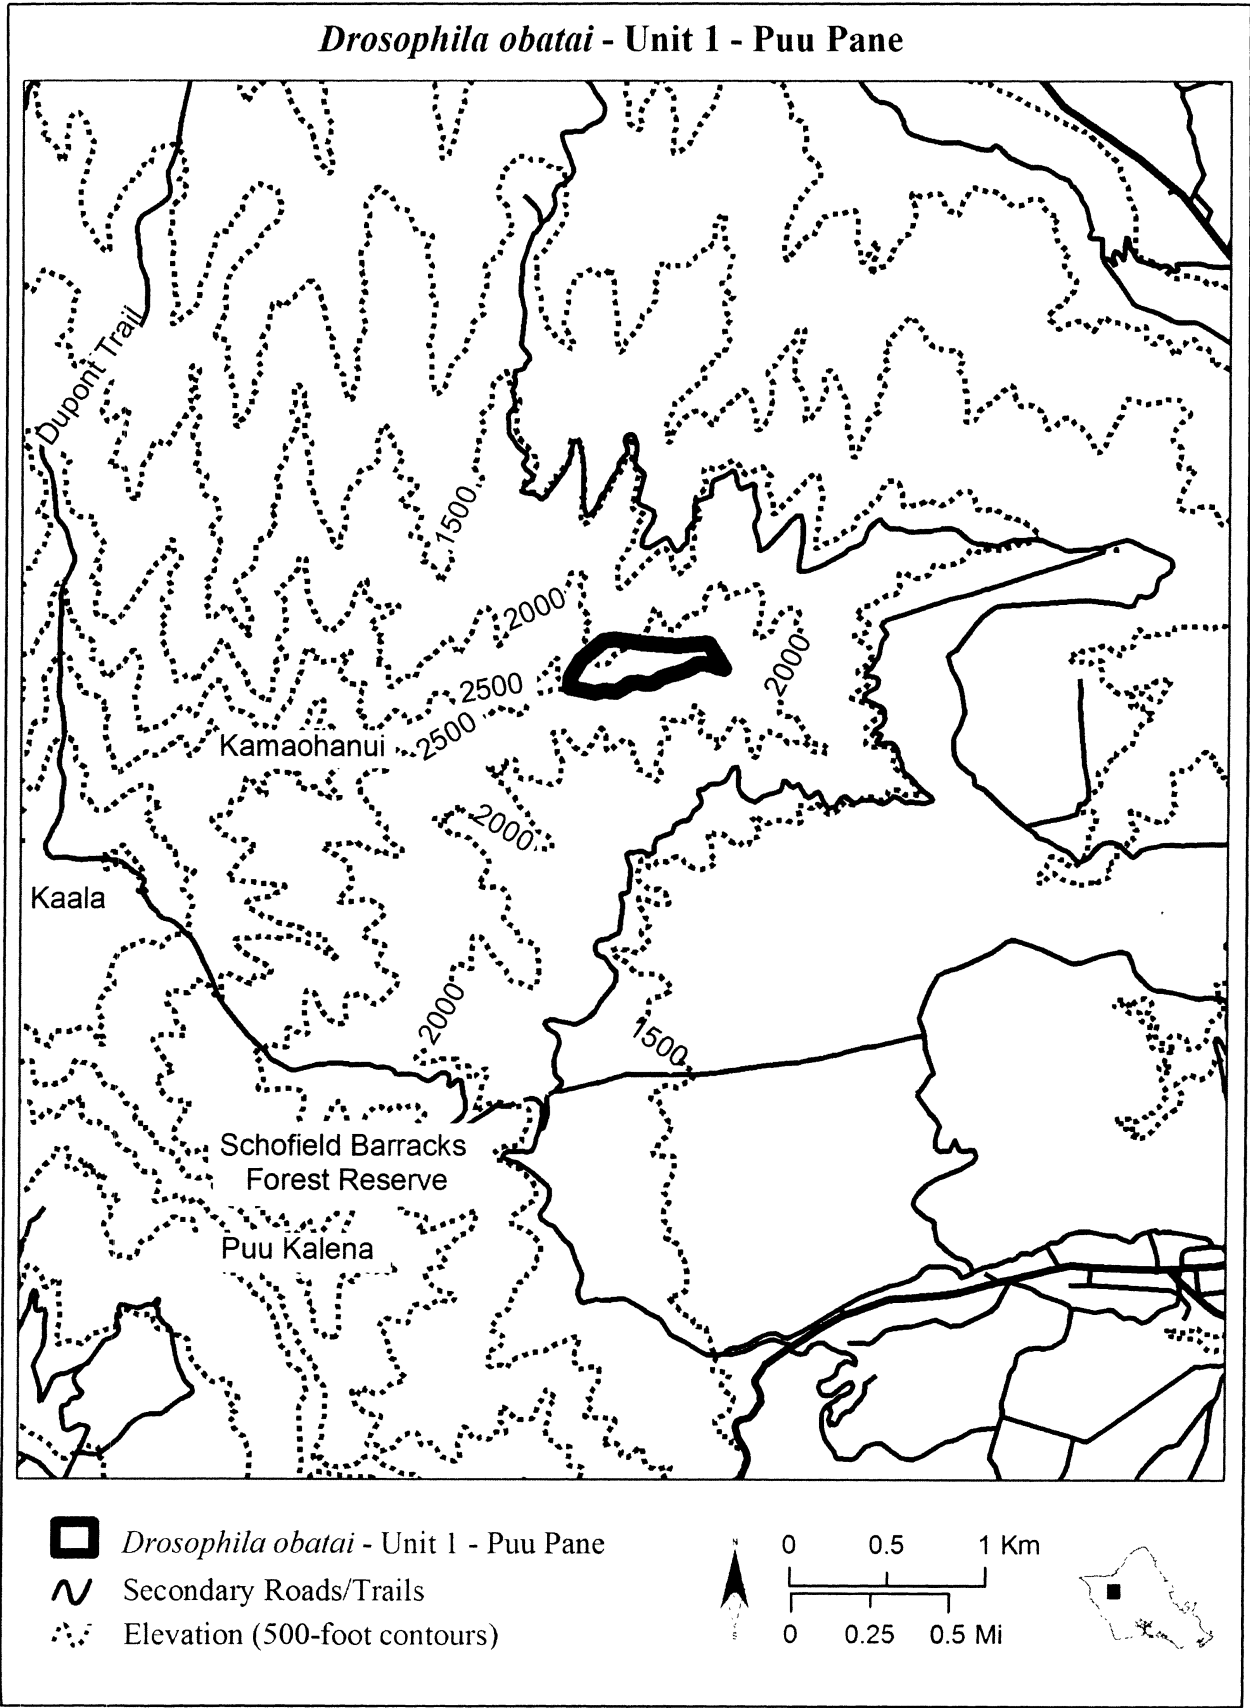 Drosophila obatai - Unit 1 - Puu Pane
Dupont Trail
1500
2000
2000
2500
2500
Kamaohanui
2000
Kaala
2000
1500
Schofield Barracks
Forest Reserve
Puu Kalena
Drosophila obatai - Unit 1 - Puu Pane
Secondary Roads/Trails
Elevation (500-foot contours)
N
S
0 0.5 1 Km
0 0.25 0.5 Mi